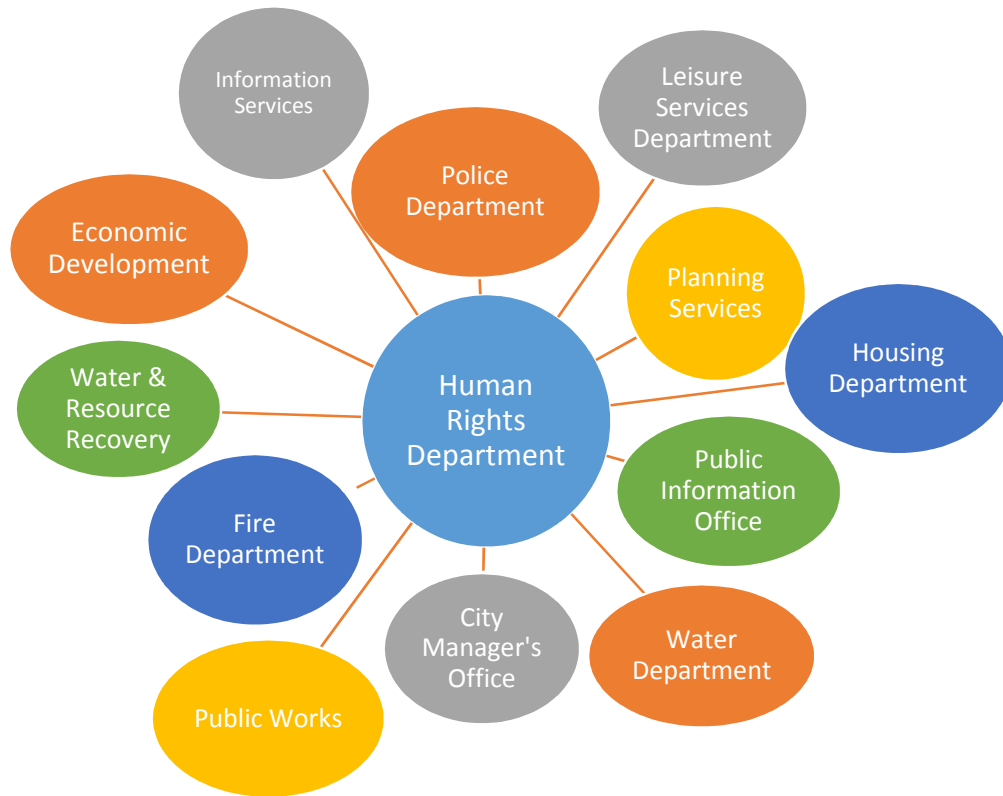 Information
Services
Leisure
Services
Department
Police
Department
Economic
Development
Planning
Services
Housing
Department
Water &
Resource
Recovery
Human
Rights
Department
Public
Information
Office
Fire
Department
City
Manager's
Office
Water
Department
Public Works